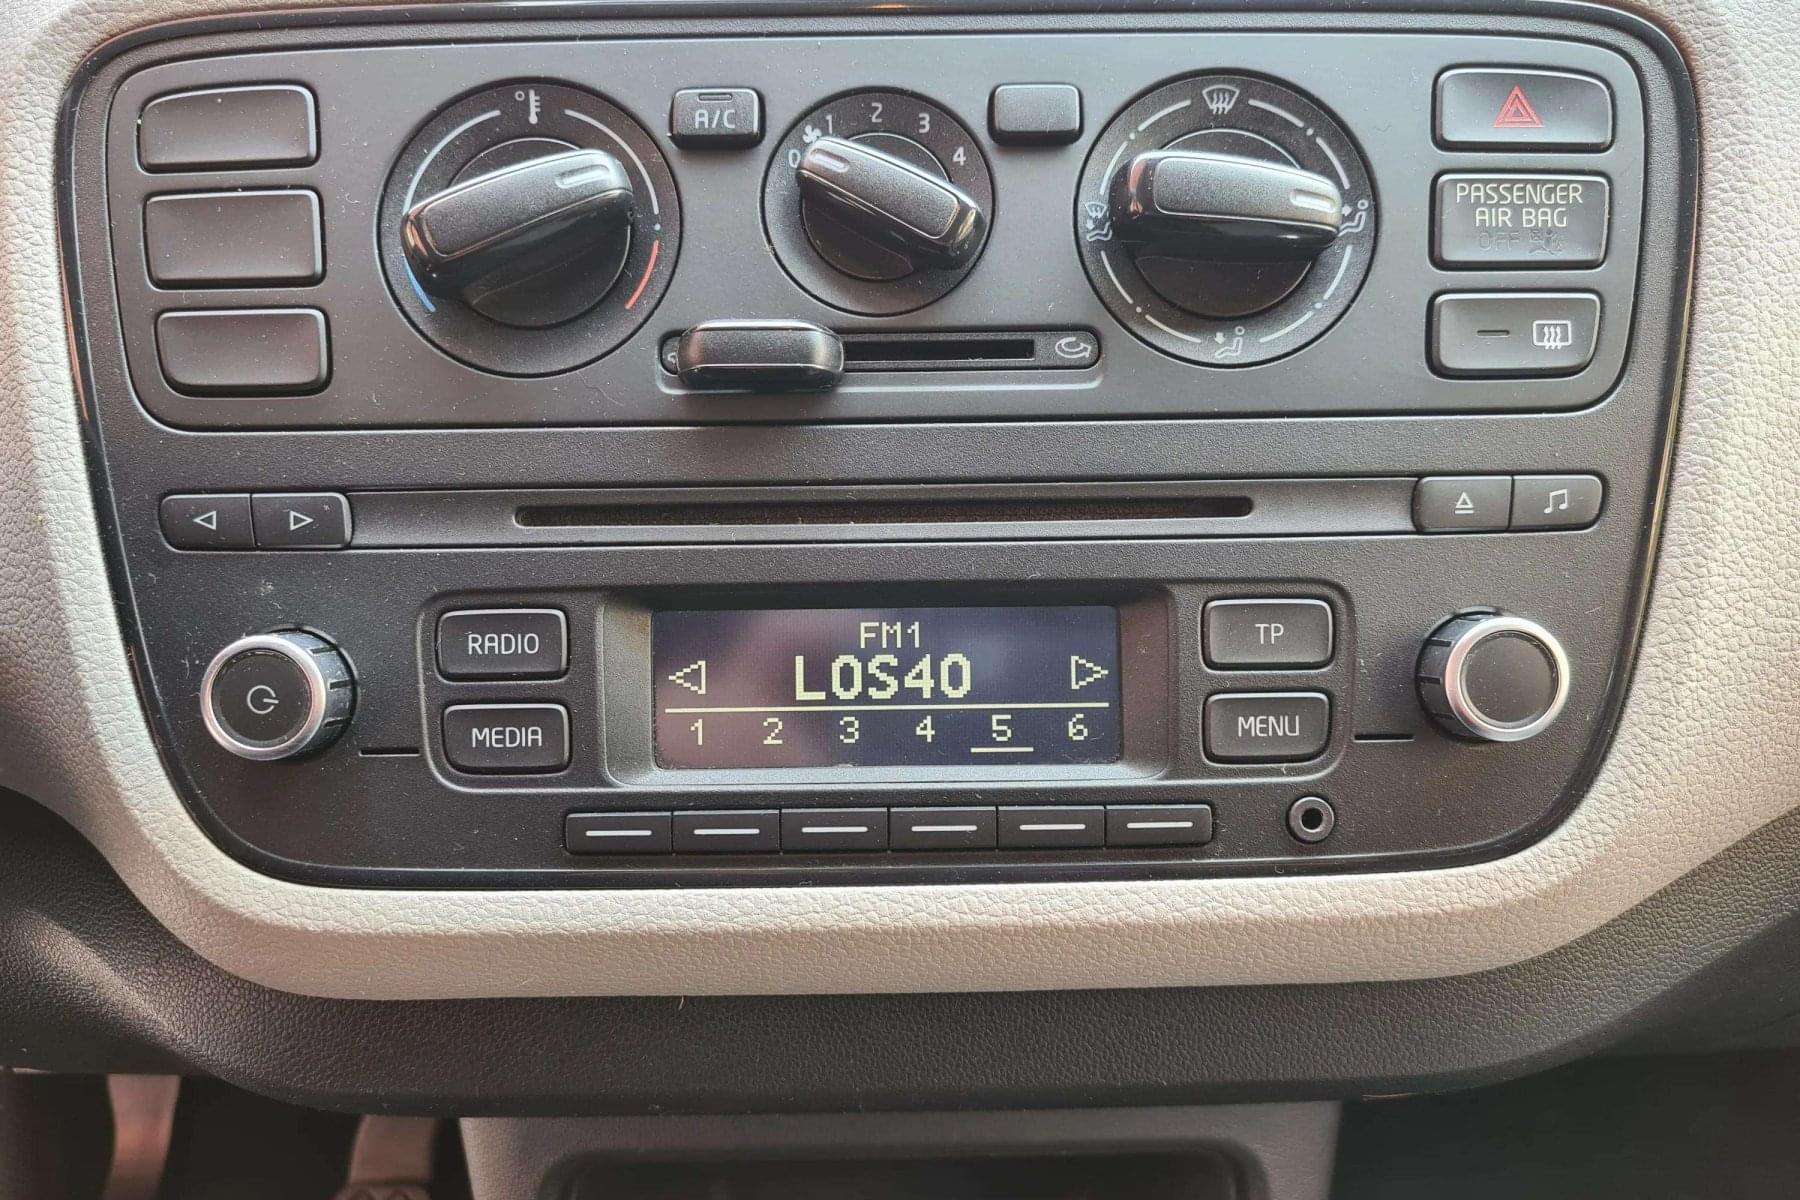 A/C
0 1 2 3 4
PASSENGER
AIR BAG
OFF
RADIO
MEDIA
FM1
LOS40
1 2 3 4 5 6
TP
MENU